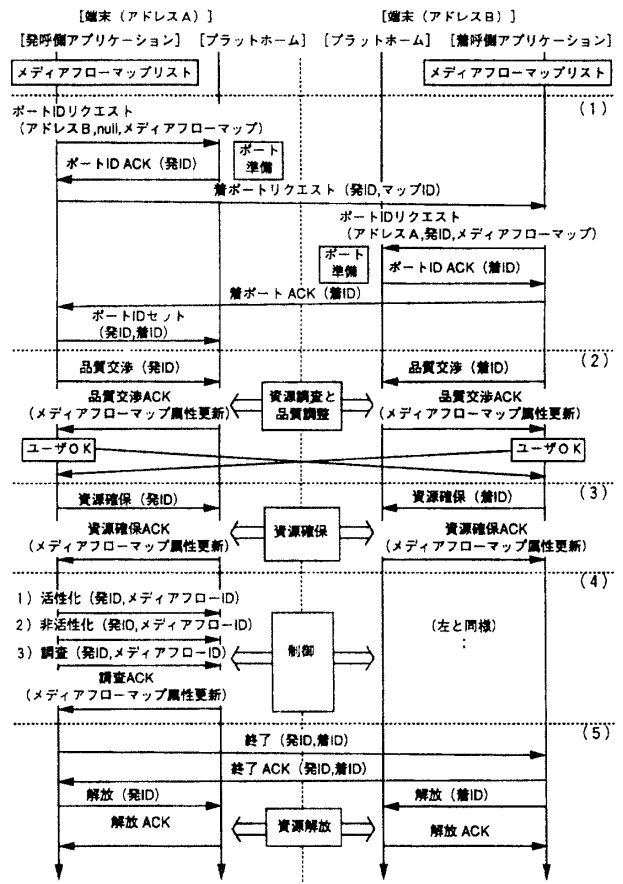 [端末（アドレスA）] [端末（アドレスB）]
[発呼側アプリケーション] [プラットホーム] [プラットホーム] [着呼側アプリケーション]
メディアフローマップリスト メディアフローマップリスト
(1)
ポートIDリクエスト
（アドレスB,null,メディアフローマップ）
ポート
準備
ポートID ACK（発ID）
着ポートリクエスト（発ID,マップID）
ポートIDリクエスト
（アドレスA,発ID,メディアフローマップ）
ポート
準備
ポートID ACK（着ID）
着ポート ACK（着ID）
ポートIDセット
（発ID,着ID）
(2)
品質交渉（発ID） 品質交渉（着ID）
資源調査と
品質調整
品質交渉ACK 品質交渉ACK
（メディアフローマップ属性更新） （メディアフローマップ属性更新）
ユーザOK ユーザOK
(3)
資源確保（発ID） 資源確保（着ID）
資源確保
資源確保ACK 資源確保ACK
（メディアフローマップ属性更新） （メディアフローマップ属性更新）
(4)
1）活性化（発ID,メディアフローID）
2）非活性化（発ID,メディアフローID）
3）調査（発ID,メディアフローID）
制御
（左と同様）
：
調査ACK
（メディアフローマップ属性更新）
(5)
終了（発ID,着ID）
終了 ACK（発ID,着ID）
解放（発ID） 解放（着ID）
資源解放
解放 ACK 解放 ACK